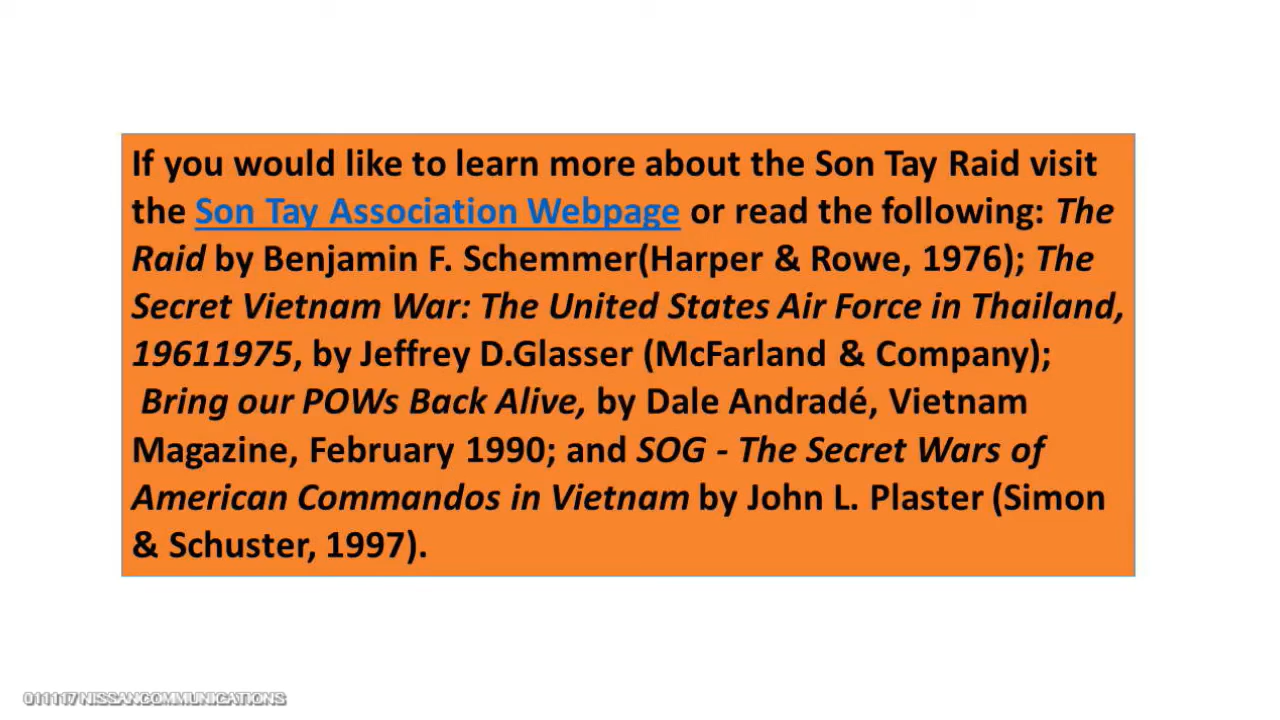 If you would like to learn more about the Son Tay Raid visit
the Son Tay Association Webpage or read the following: The
Raid by Benjamin F. Schemmer(Harper & Rowe, 1976); The
Secret Vietnam War: The United States Air Force in Thailand,
19611975, by Jeffrey D.Glasser (McFarland & Company);
Bring our POWs Back Alive, by Dale Andradé, Vietnam
Magazine, February 1990; and SOG - The Secret Wars of
American Commandos in Vietnam by John L. Plaster (Simon
& Schuster, 1997).
011117 NISSANCOMMUNICATIONS